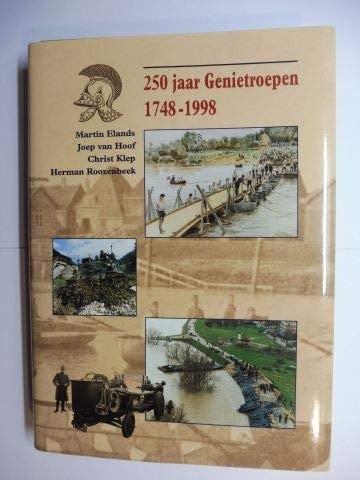 250 jaar Genietroepen
1748-1998
Martin Elands
Joep van Hoof
Christ Klep
Herman Roozenbeek